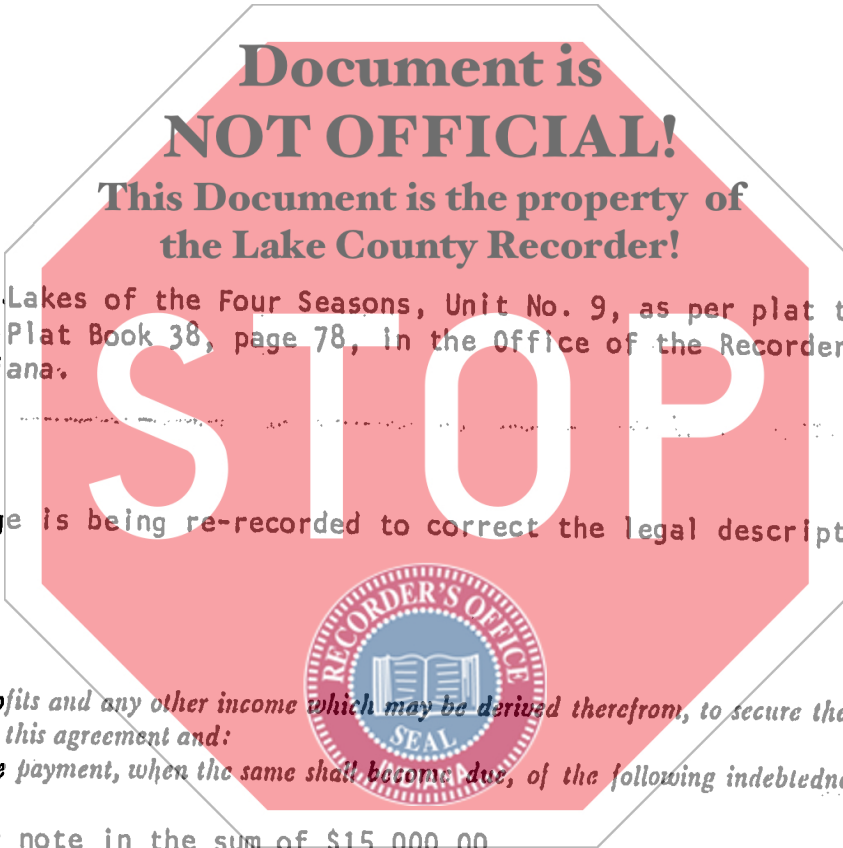 Document is
NOT OFFICIAL!
This Document is the property of
the Lake County Recorder!
Lakes of the Four Seasons, Unit No. 9, as per plat t
Plat Book 38, page 78, in the Office of the Recorder
ana.
STOP
is being re-recorded to correct the legal descript
RECORDER'S OFFICE
SEAL
INDIANA
fits and any other income which may be derived therefrom, to secure the
this agreement and:
payment, when the same shall become due, of the following indebtedne
note in the sum of $15,000.00